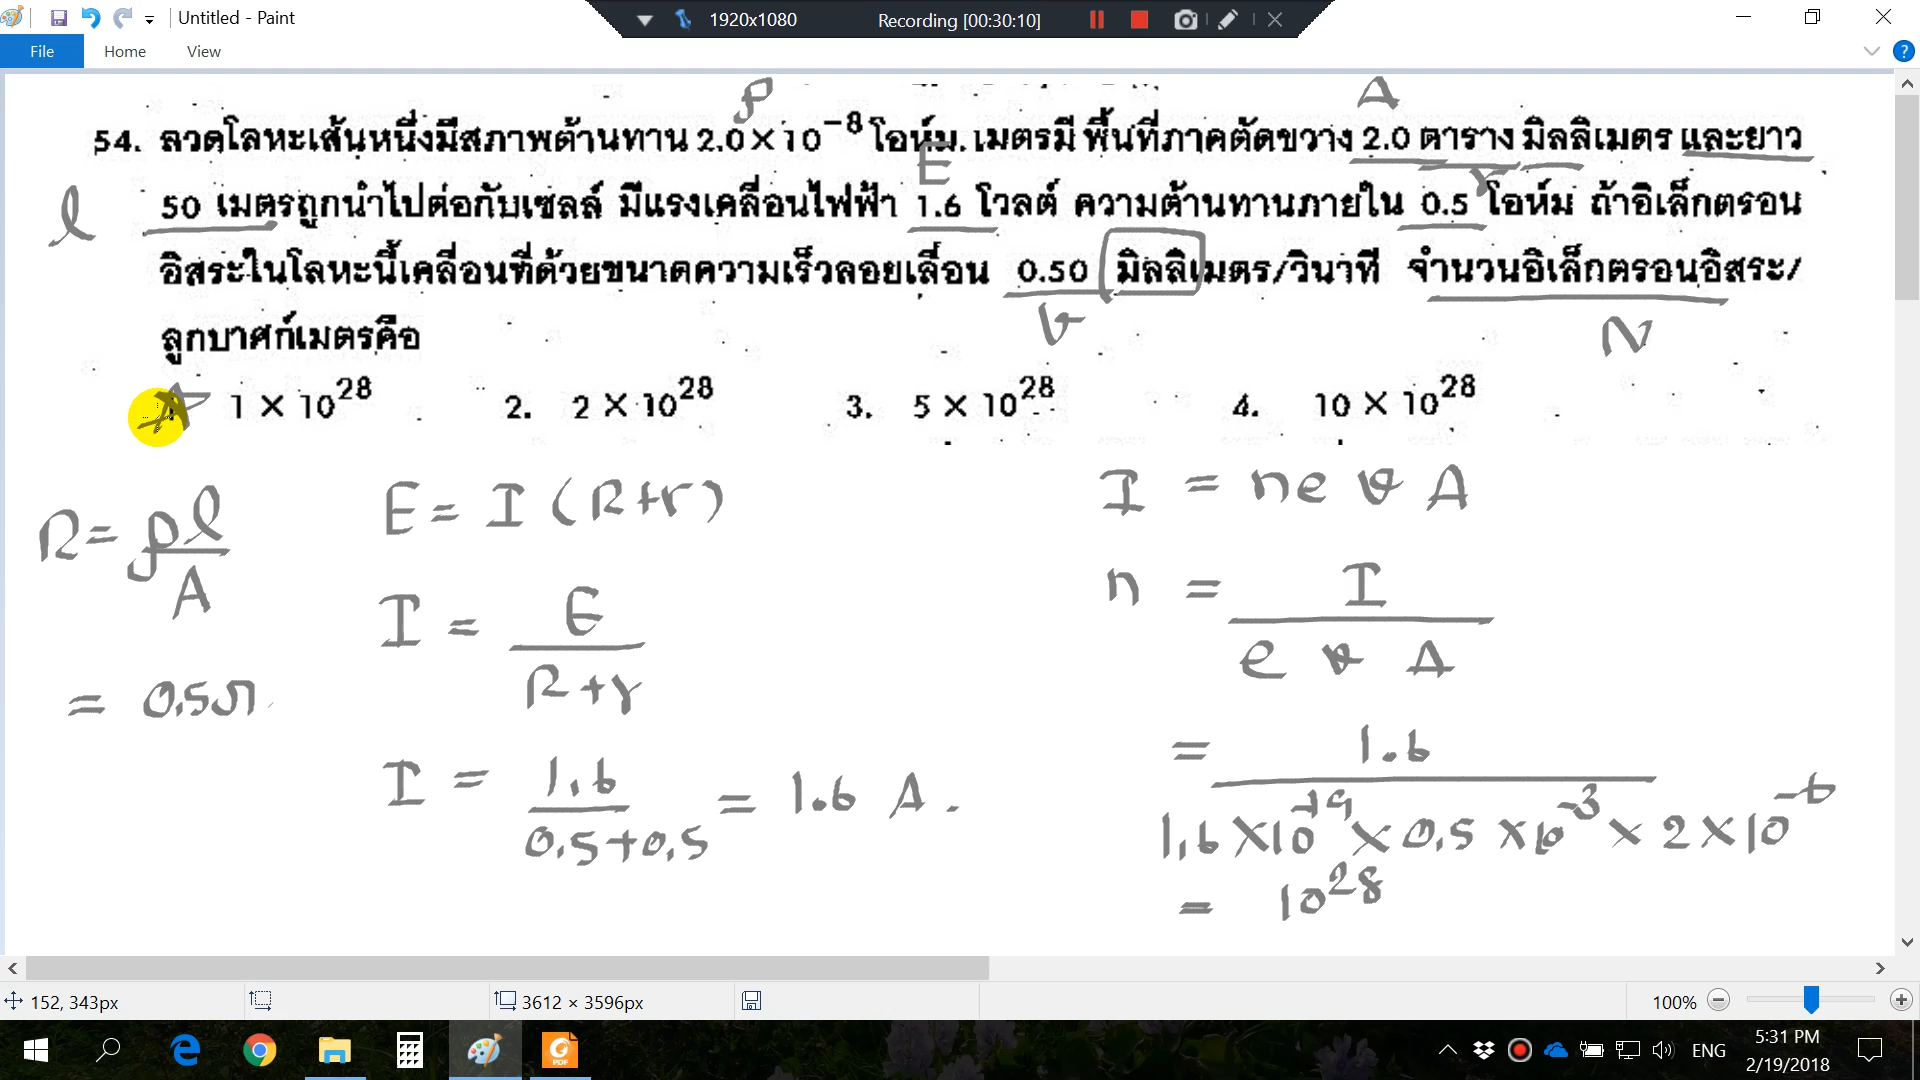 Untitled - Paint
1920x1080
Recording [00:30:10]
File
Home
View
ρ
A
54. ลวดโลหะเส้นหนึ่งมีสภาพต้านทาน 2.0 × 10⁻⁸ โอห์ม. เมตรมี พื้นที่ภาคตัดขวาง 2.0 ตาราง มิลลิเมตร และยาว
E
r
l
50 เมตรถูกนำไปต่อกับเซลล์ มีแรงเคลื่อนไฟฟ้า 1.6 โวลต์ ความต้านทานภายใน 0.5 โอห์ม ถ้าอิเล็กตรอน
อิสระในโลหะนี้เคลื่อนที่ด้วยขนาดความเร็วลอยเลื่อน 0.50 มิลลิเมตร/วินาที จำนวนอิเล็กตรอนอิสระ/
v
N
ลูกบาศก์เมตรคือ
1 × 10²⁸
2. 2 × 10²⁸
3. 5 × 10²⁸
4. 10 × 10²⁸
R = ρl/A
= 0.5Ω
E = I (R+r)
I = E/(R+r)
I = 1.6/(0.5+0.5) = 1.6 A.
I = nevA
n = I/(e v A)
= 1.6/(1.6 × 10⁻¹⁹ × 0.5 × 10⁻³ × 2 × 10⁻⁶)
= 10²⁸
152, 343px
3612 × 3596px
100%
PDF
ENG
5:31 PM
2/19/2018